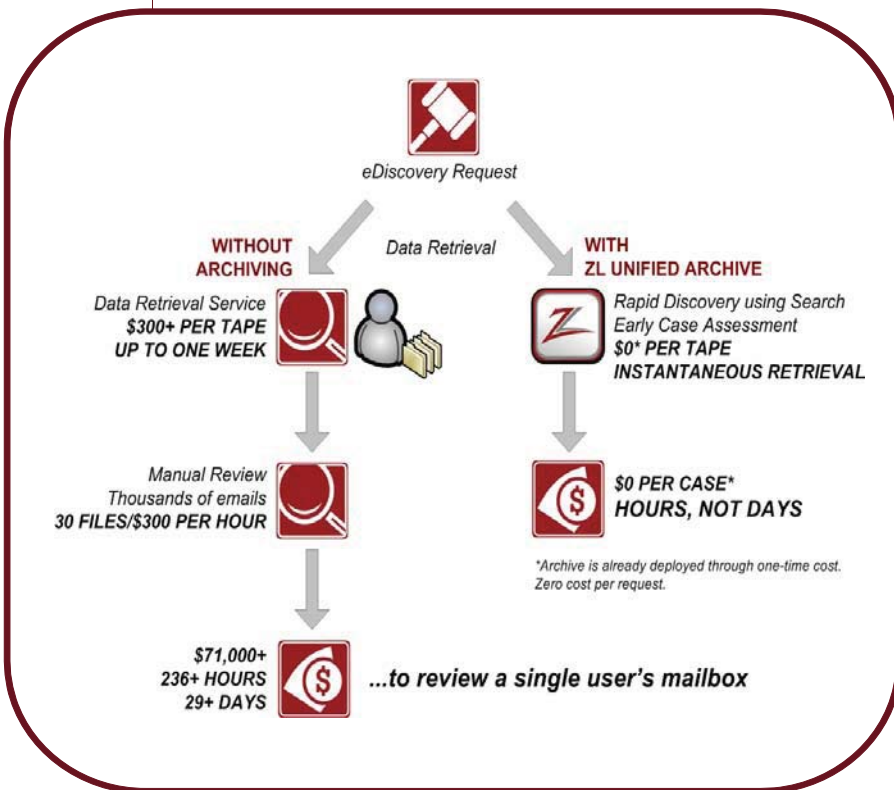 eDiscovery Request
Data Retrieval
WITHOUT
ARCHIVING
Data Retrieval Service
$300+ PER TAPE
UP TO ONE WEEK
Manual Review
Thousands of emails
30 FILES/$300 PER HOUR
$71,000+
236+ HOURS
29+ DAYS
...to review a single user's mailbox
WITH
ZL UNIFIED ARCHIVE
Rapid Discovery using Search
Early Case Assessment
$0* PER TAPE
INSTANTANEOUS RETRIEVAL
$0 PER CASE*
HOURS, NOT DAYS
*Archive is already deployed through one-time cost.
Zero cost per request.